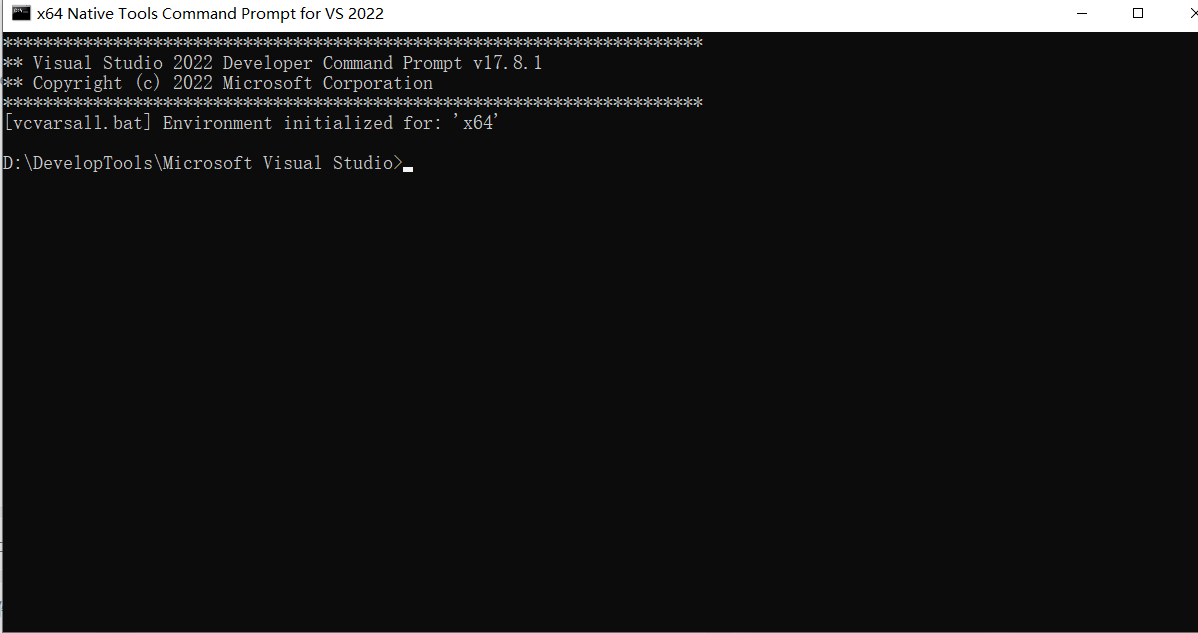 x64 Native Tools Command Prompt for VS 2022
**********************************************************************
** Visual Studio 2022 Developer Command Prompt v17.8.1
** Copyright (c) 2022 Microsoft Corporation
**********************************************************************
[vcvarsall.bat] Environment initialized for: 'x64'
D:\DevelopTools\Microsoft Visual Studio>